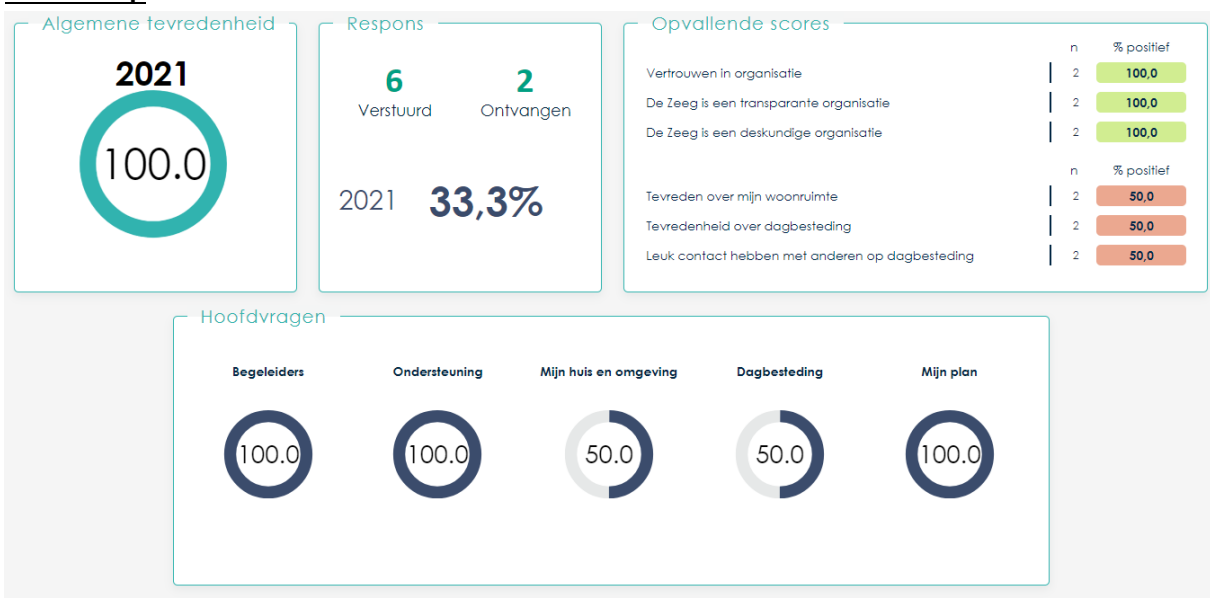 Algemene tevredenheid
2021
100.0
Respons
6 2
Verstuurd Ontvangen
2021 33,3%
Opvallende scores
n % positief
Vertrouwen in organisatie 2 100,0
De Zeeg is een transparante organisatie 2 100,0
De Zeeg is een deskundige organisatie 2 100,0
n % positief
Tevreden over mijn woonruimte 2 50,0
Tevredenheid over dagbesteding 2 50,0
Leuk contact hebben met anderen op dagbesteding 2 50,0
Hoofdvragen
Begeleiders Ondersteuning Mijn huis en omgeving Dagbesteding Mijn plan
100.0 100.0 50.0 50.0 100.0